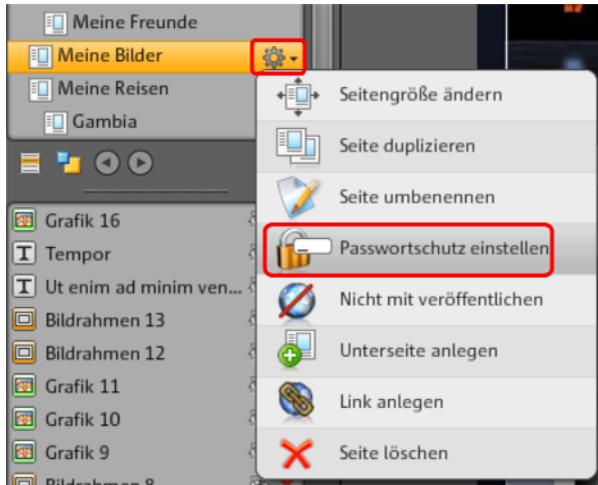 Meine Freunde
Meine Bilder
Meine Reisen
Gambia
Seitengröße ändern
Seite duplizieren
Seite umbenennen
Passwortschutz einstellen
Nicht mit veröffentlichen
Unterseite anlegen
Link anlegen
Seite löschen
Grafik 16
T Tempor
T Ut enim ad minim ven...
Bildrahmen 13
Bildrahmen 12
Grafik 11
Grafik 10
Grafik 9
Bildrahmen 8